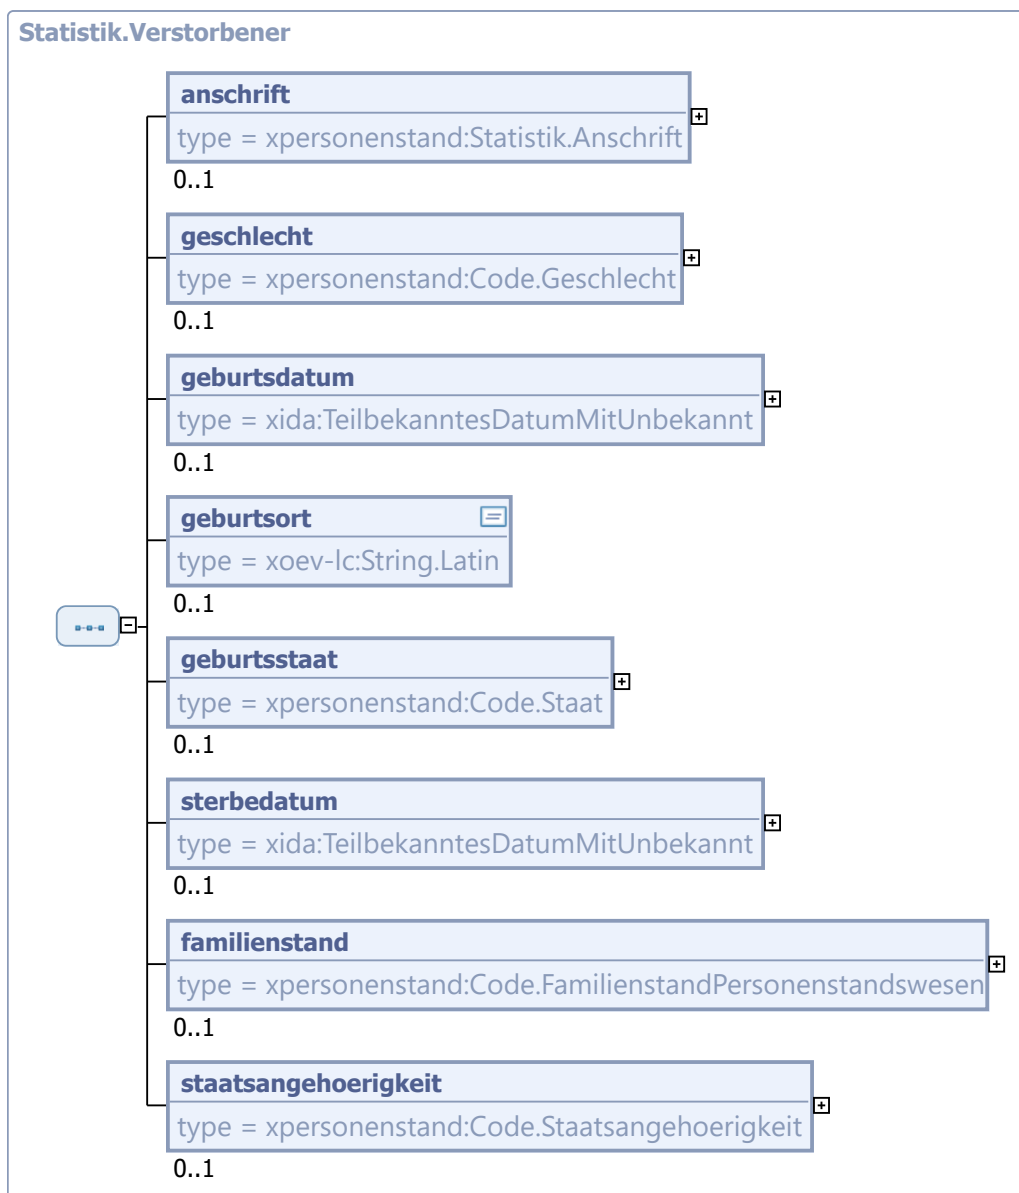 Statistik.Verstorbener
anschrift
type = xpersonenstand:Statistik.Anschrift
0..1
geschlecht
type = xpersonenstand:Code.Geschlecht
0..1
geburtsdatum
type = xida:TeilbekanntesDatumMitUnbekannt
0..1
geburtsort
type = xoev-lc:String.Latin
0..1
geburtsstaat
type = xpersonenstand:Code.Staat
0..1
sterbedatum
type = xida:TeilbekanntesDatumMitUnbekannt
0..1
familienstand
type = xpersonenstand:Code.FamilienstandPersonenstandswesen
0..1
staatsangehoerigkeit
type = xpersonenstand:Code.Staatsangehoerigkeit
0..1